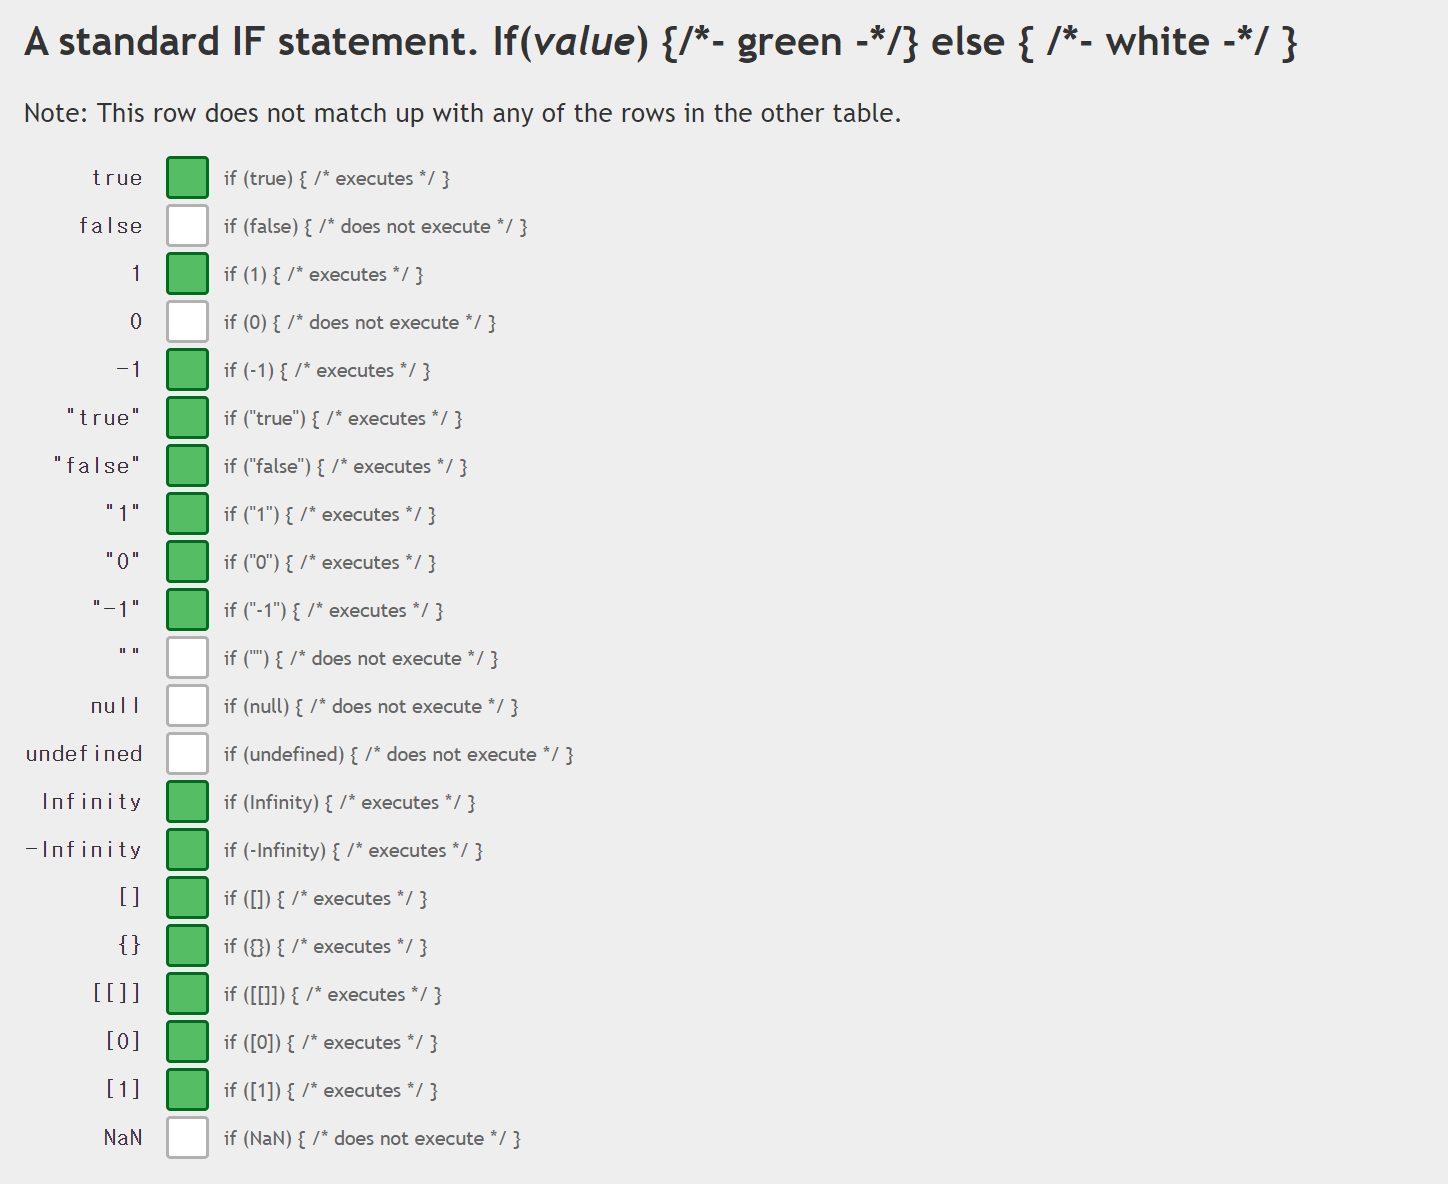 A standard IF statement. If(value) {/*- green -*/} else { /*- white -*/ }
Note: This row does not match up with any of the rows in the other table.
true if (true) { /* executes */ }
false if (false) { /* does not execute */ }
1 if (1) { /* executes */ }
0 if (0) { /* does not execute */ }
-1 if (-1) { /* executes */ }
"true" if ("true") { /* executes */ }
"false" if ("false") { /* executes */ }
"1" if ("1") { /* executes */ }
"0" if ("0") { /* executes */ }
"-1" if ("-1") { /* executes */ }
"" if ("") { /* does not execute */ }
null if (null) { /* does not execute */ }
undefined if (undefined) { /* does not execute */ }
Infinity if (Infinity) { /* executes */ }
-Infinity if (-Infinity) { /* executes */ }
[] if ([]) { /* executes */ }
{} if ({}) { /* executes */ }
[[]] if ([[]]) { /* executes */ }
[0] if ([0]) { /* executes */ }
[1] if ([1]) { /* executes */ }
NaN if (NaN) { /* does not execute */ }